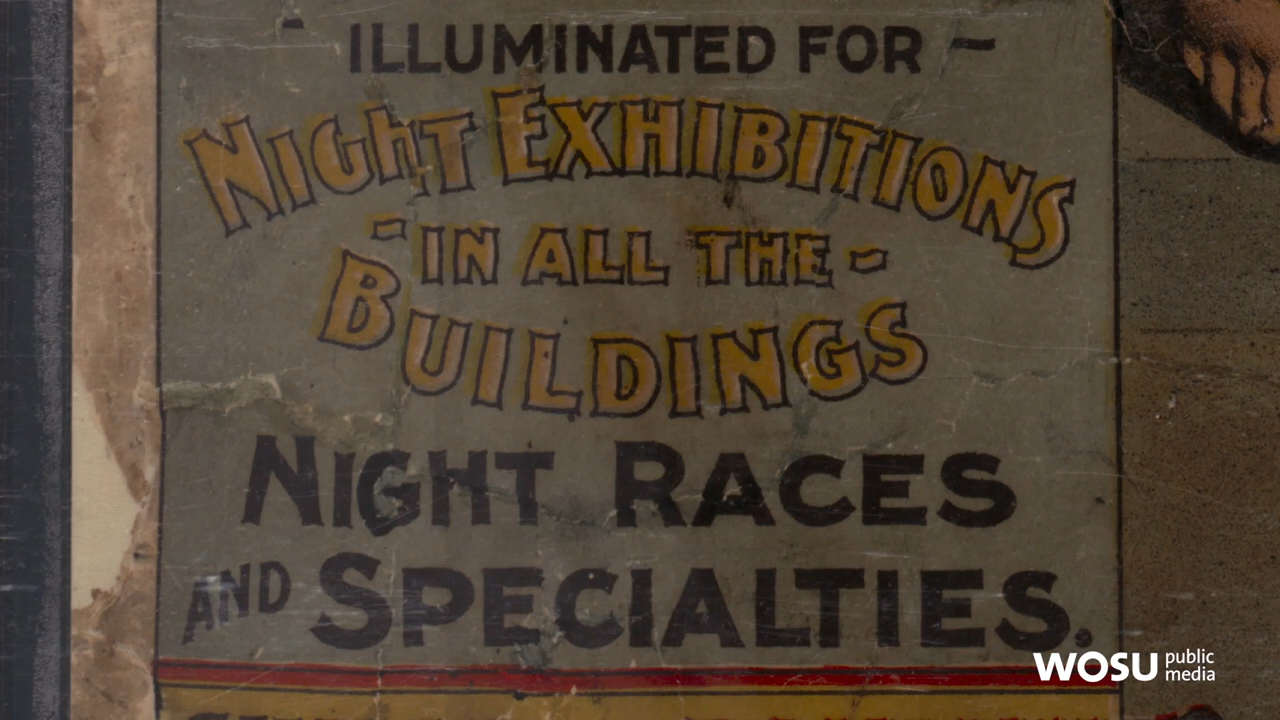 - ILLUMINATED FOR -
NIGHT EXHIBITIONS
- IN ALL THE -
BUILDINGS
NIGHT RACES
AND SPECIALTIES.
WOSU public
media